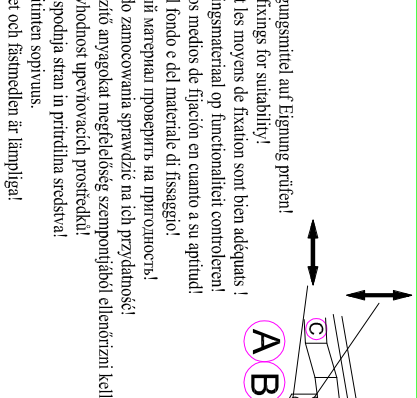 gungsmittel auf Eignung prüfen!
fixings for suitability!
t les moyens de fixation sont bien adéquats !
ingsmateriaal op functionaliteit controleren!
os medios de fijación en cuanto a su aptitud!
l fondo e del materiale di fissaggio!
ий материал проверить на пригодность!
do zamocowania sprawdzić na ich przydatność!
zítő anyagokat megfelelőség szempontjából ellenőrizni kell
vhodnost upevňovacích prostředků!
spodnja stran in pritrdilna sredstva!
itinten sopivuus.
et och fästmedlen är lämpliga!
C
A B